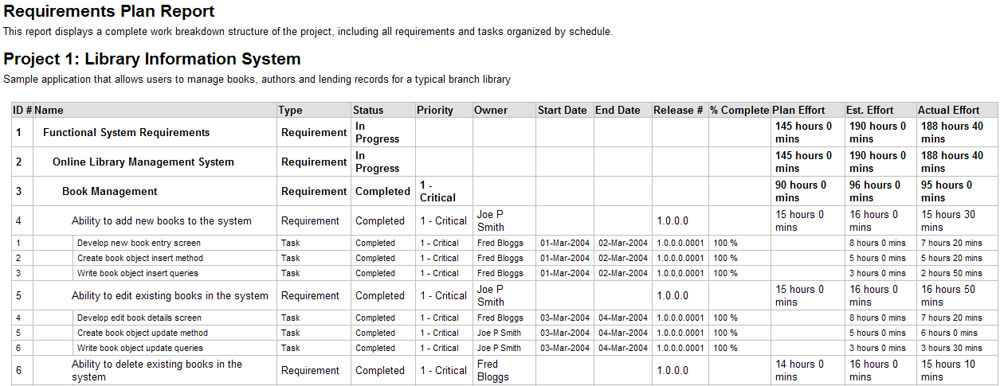 Requirements Plan Report
This report displays a complete work breakdown structure of the project, including all requirements and tasks organized by schedule.
Project 1: Library Information System
Sample application that allows users to manage books, authors and lending records for a typical branch library
ID # Name Type Status Priority Owner Start Date End Date Release # % Complete Plan Effort Est. Effort Actual Effort
1 Functional System Requirements Requirement In Progress 145 hours 0 mins 190 hours 0 mins 188 hours 40 mins
2 Online Library Management System Requirement In Progress 145 hours 0 mins 190 hours 0 mins 188 hours 40 mins
3 Book Management Requirement Completed 1 - Critical 90 hours 0 mins 96 hours 0 mins 95 hours 0 mins
4 Ability to add new books to the system Requirement Completed 1 - Critical Joe P Smith 1.0.0.0 15 hours 0 mins 16 hours 0 mins 15 hours 30 mins
1 Develop new book entry screen Task Completed 1 - Critical Fred Bloggs 01-Mar-2004 02-Mar-2004 1.0.0.0.0001 100 % 8 hours 0 mins 7 hours 20 mins
2 Create book object insert method Task Completed 1 - Critical Fred Bloggs 01-Mar-2004 02-Mar-2004 1.0.0.0.0001 100 % 5 hours 0 mins 5 hours 20 mins
3 Write book object insert queries Task Completed 1 - Critical Fred Bloggs 01-Mar-2004 02-Mar-2004 1.0.0.0.0001 100 % 3 hours 0 mins 2 hours 50 mins
5 Ability to edit existing books in the system Requirement Completed 1 - Critical Joe P Smith 1.0.0.0 15 hours 0 mins 16 hours 0 mins 16 hours 50 mins
4 Develop edit book details screen Task Completed 1 - Critical Fred Bloggs 03-Mar-2004 04-Mar-2004 1.0.0.0.0001 100 % 8 hours 0 mins 7 hours 20 mins
5 Create book object update method Task Completed 1 - Critical Joe P Smith 03-Mar-2004 04-Mar-2004 1.0.0.0.0001 100 % 5 hours 0 mins 6 hours 0 mins
6 Write book object update queries Task Completed 1 - Critical Joe P Smith 03-Mar-2004 04-Mar-2004 1.0.0.0.0001 100 % 3 hours 0 mins 3 hours 30 mins
6 Ability to delete existing books in the system Requirement Completed 1 - Critical Fred Bloggs 1.0.0.0 14 hours 0 mins 16 hours 0 mins 15 hours 10 mins